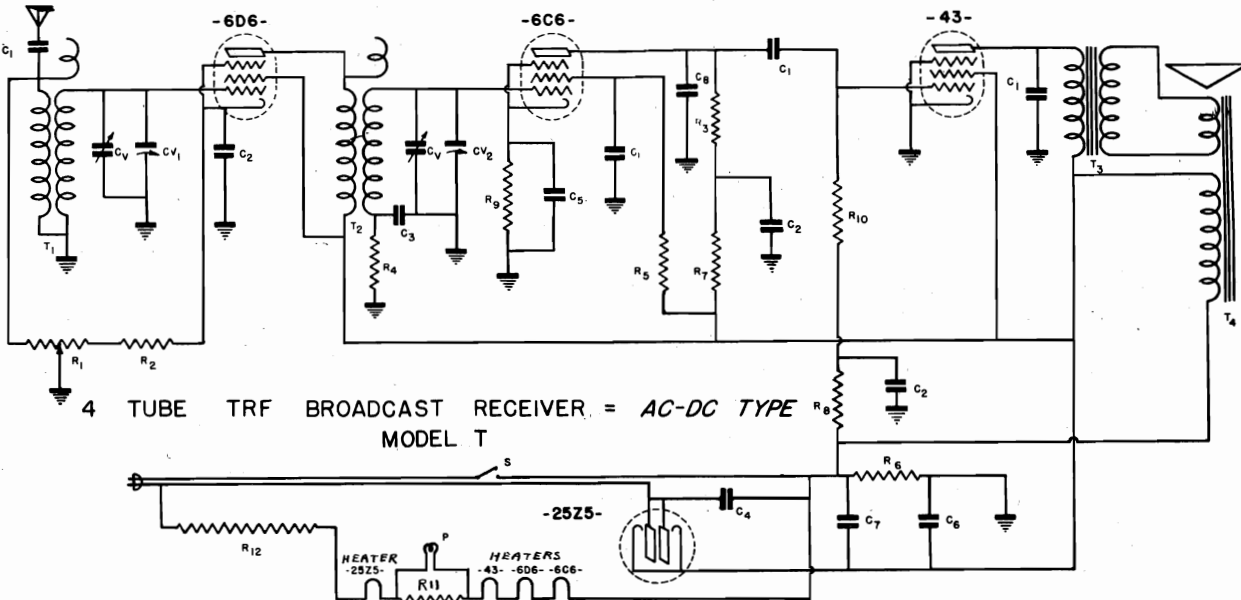 -6D6-
-6C6-
-43-
C1
C8
C1
C1
R3
CV
CV1
C2
CV
CV2
C1
T3
R9
C5
T1
T2
C3
C2
R10
R4
R5
R7
T4
R1
R2
C2
4 TUBE TRF BROADCAST RECEIVER = AC-DC TYPE
R8
MODEL T
S
R6
-25Z5-
C4
C7
C6
R12
P
HEATER
-25Z5-
R11
HEATERS
-43- -6D6- -6C6-